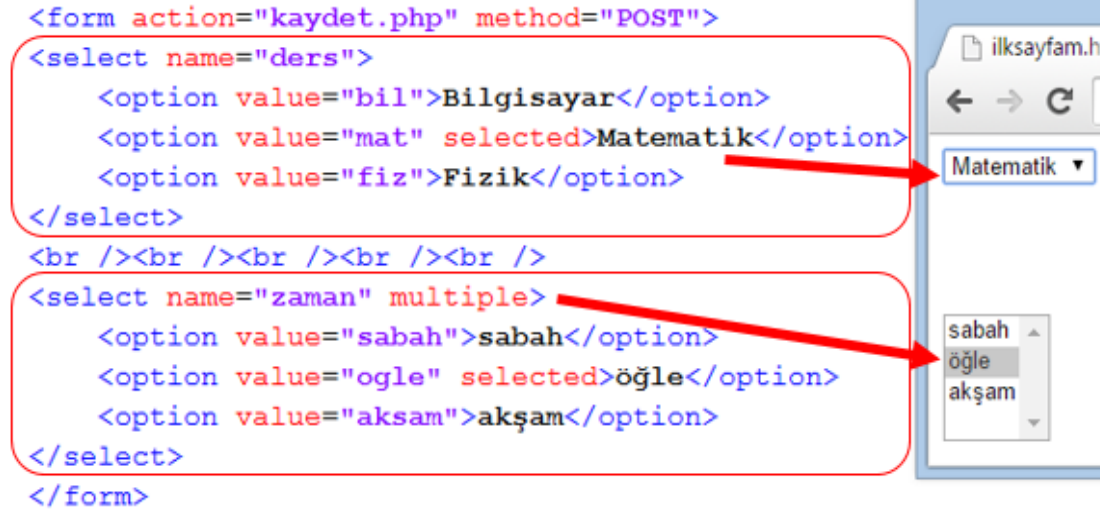 <form action="kaydet.php" method="POST">
<select name="ders">
<option value="bil">Bilgisayar</option>
<option value="mat" selected>Matematik</option>
<option value="fiz">Fizik</option>
</select>
<br /><br /><br /><br /><br />
<select name="zaman" multiple>
<option value="sabah">sabah</option>
<option value="ogle" selected>öğle</option>
<option value="aksam">akşam</option>
</select>
</form>
ilksayfam.h
Matematik
sabah
öğle
akşam